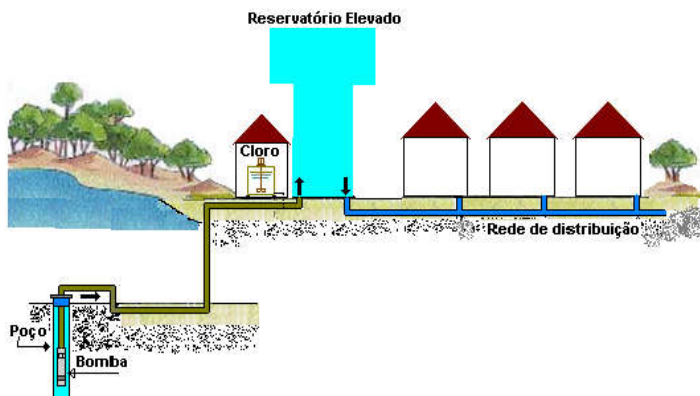 Reservatório Elevado
Cloro
Rede de distribuição
Poço
Bomba